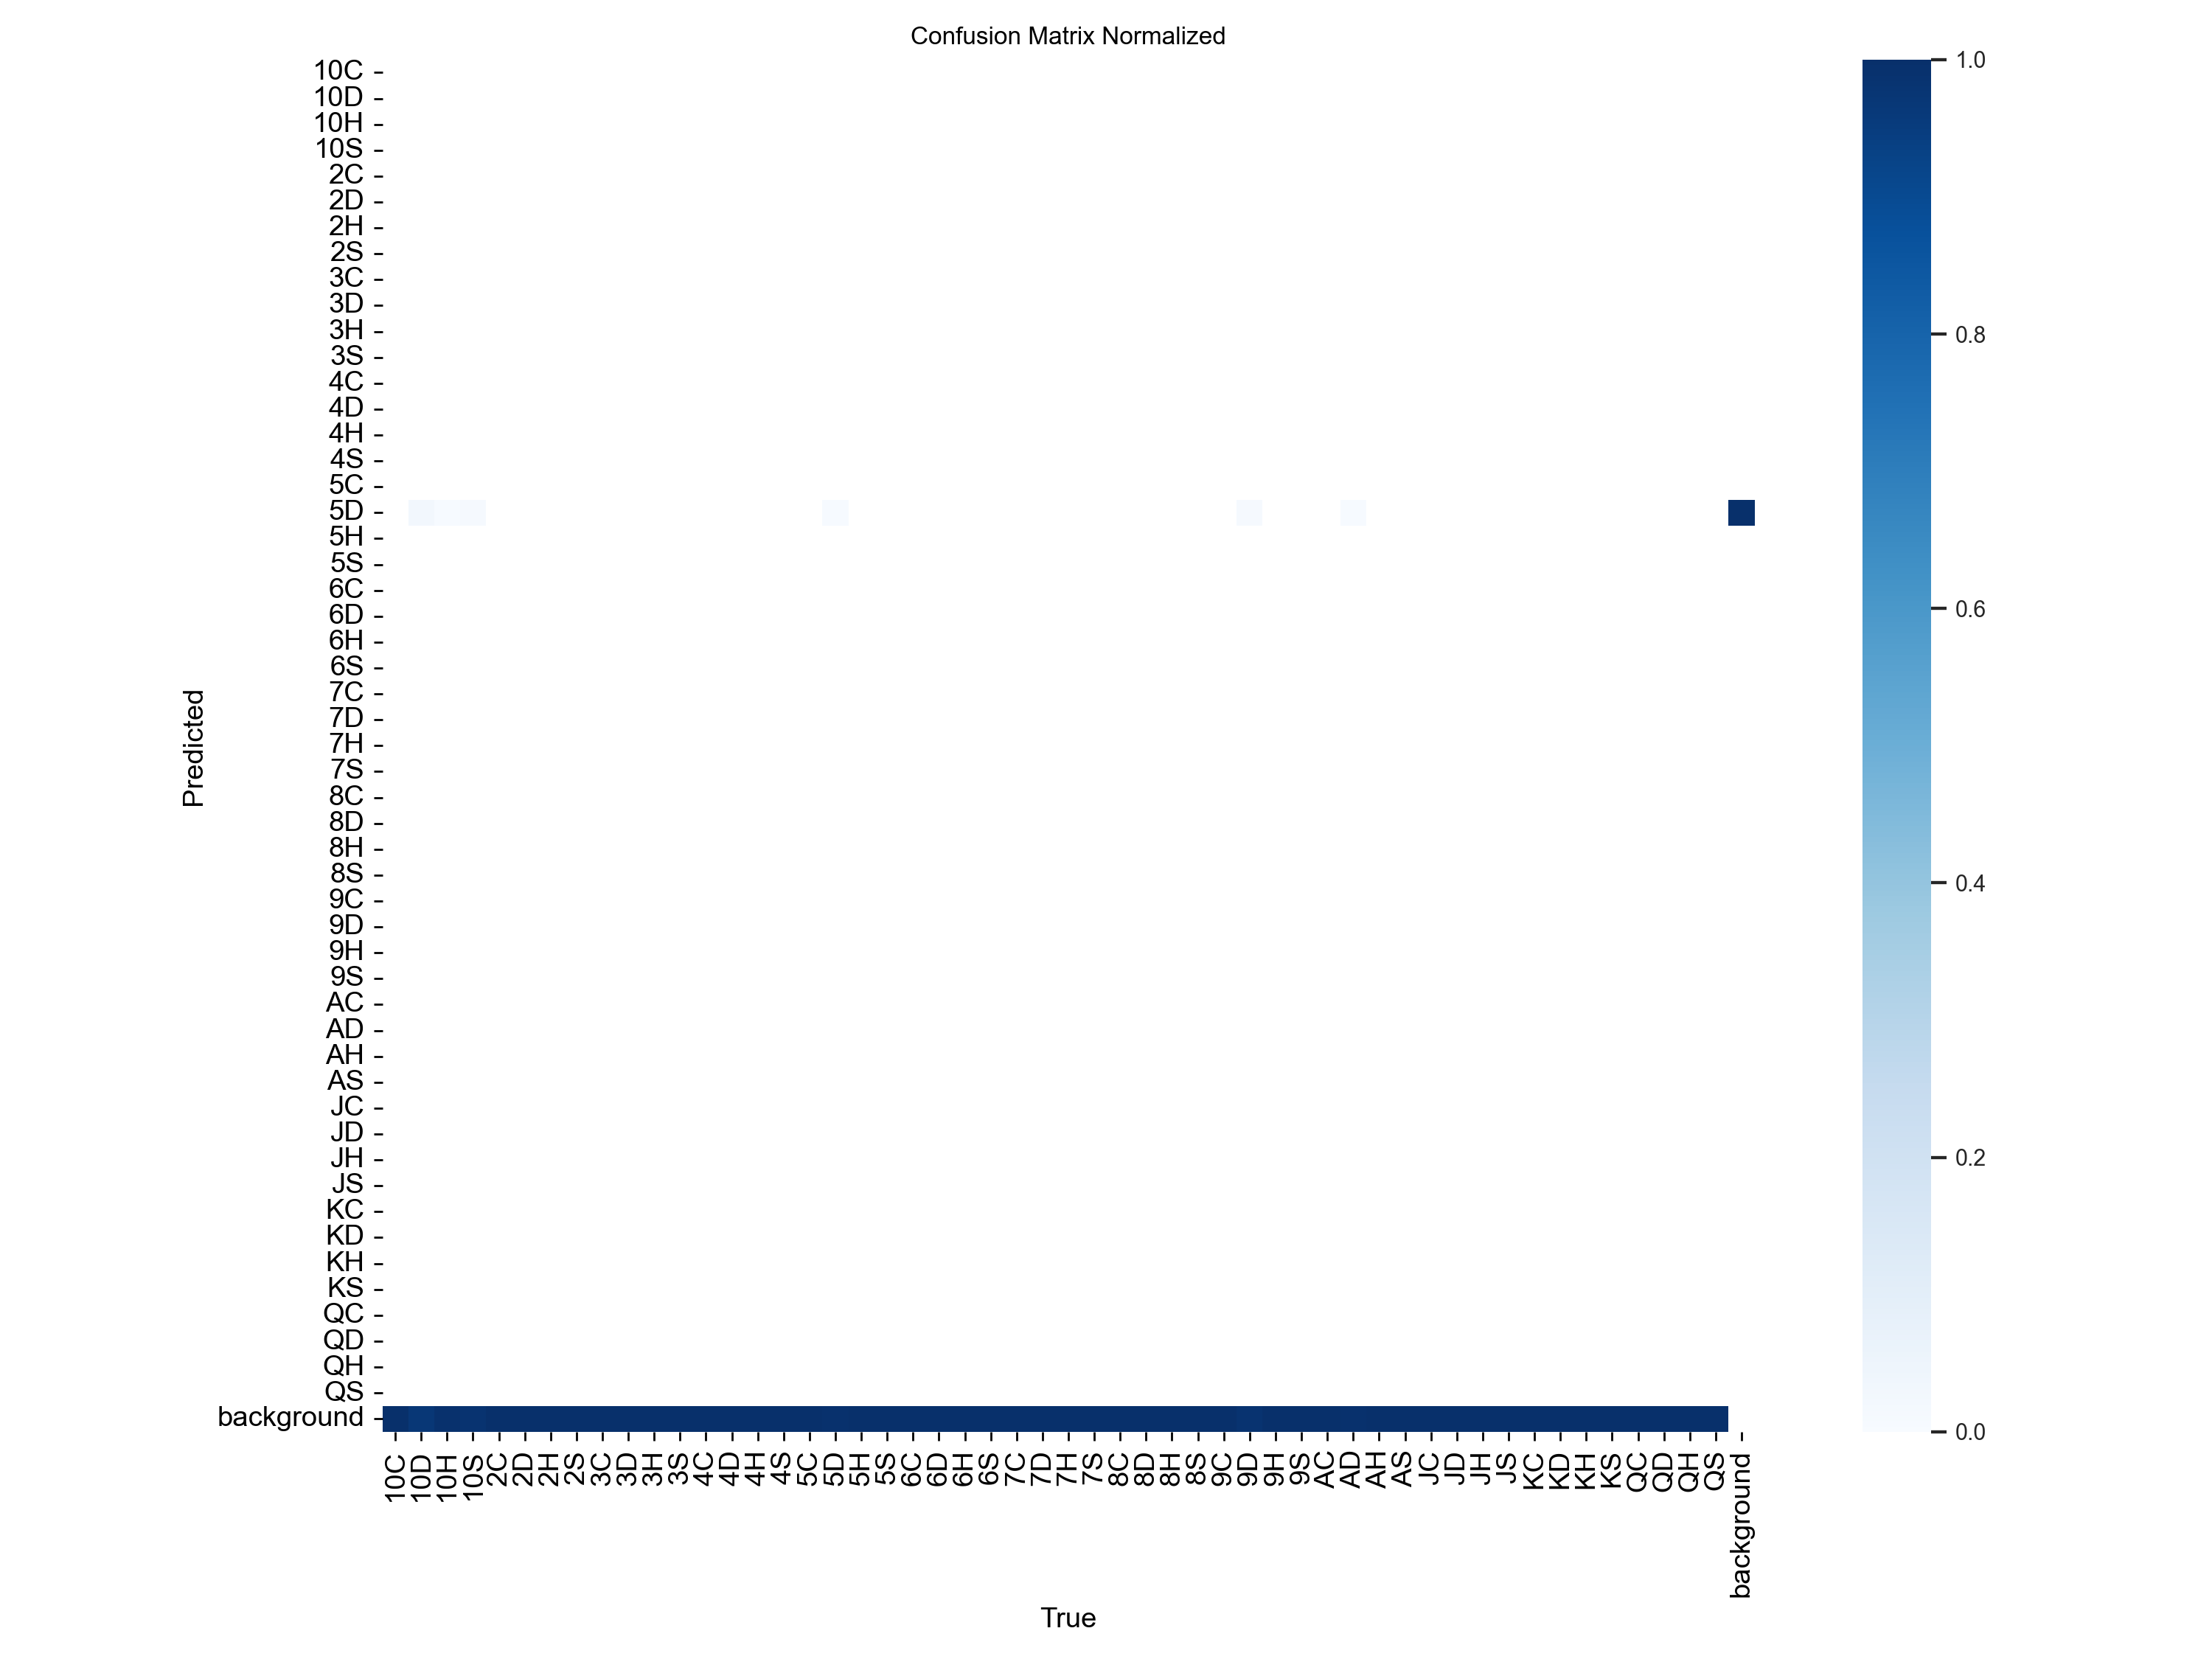 Confusion Matrix Normalized
10C
10D
10H
10S
2C
2D
2H
2S
3C
3D
3H
3S
4C
4D
4H
4S
5C
5D
5H
5S
6C
6D
6H
6S
7C
7D
7H
7S
8C
8D
8H
8S
9C
9D
9H
9S
AC
AD
AH
AS
JC
JD
JH
JS
KC
KD
KH
KS
QC
QD
QH
QS
background
Predicted
10C 10D 10H 10S 2C 2D 2H 2S 3C 3D 3H 3S 4C 4D 4H 4S 5C 5D 5H 5S 6C 6D 6H 6S 7C 7D 7H 7S 8C 8D 8H 8S 9C 9D 9H 9S AC AD AH AS JC JD JH JS KC KD KH KS QC QD QH QS background
True
1.0
0.8
0.6
0.4
0.2
0.0